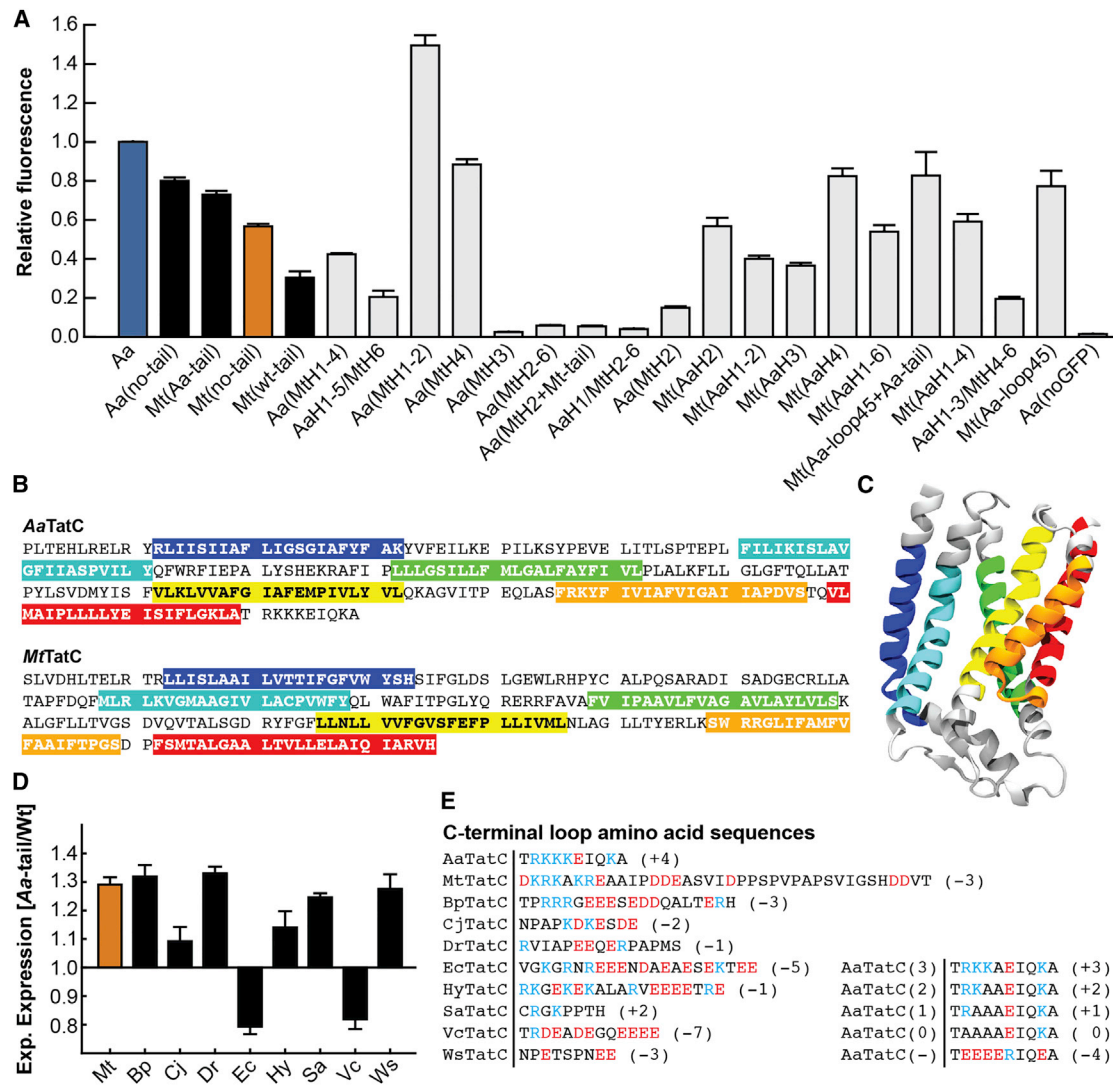 A
Relative fluorescence
1.6
1.4
1.2
1.0
0.8
0.6
0.4
0.2
0.0
Aa
Aa(no-tail)
Mt(Aa-tail)
Mt(no-tail)
Mt(wt-tail)
Aa(MtH1-4)
AaH1-5/MtH6
Aa(MtH1-2)
Aa(MtH4)
Aa(MtH3)
Aa(MtH2-6)
Aa(MtH2+Mt-tail)
AaH1/MtH2-6
Aa(MtH2)
Mt(AaH2)
Mt(AaH1-2)
Mt(AaH3)
Mt(AaH4)
Mt(AaH1-6)
Mt(Aa-loop45+Aa-tail)
Mt(AaH1-4)
AaH1-3/MtH4-6
Mt(Aa-loop45)
Aa(noGFP)
B
AaTatC
PLTEHLRELR YRLIISIIAF LIGSGIAFYF AKYVFEILKE PILKSYPEVE LITLSPTEPL FILIKISLAV
GFIIASPVIL YQFWRFIEPA LYSHEKRAFI PLLLGSILLF MLGALFAYFI VLPLALKFLL GLGFTQLLAT
PYLSVDMYIS FVLKLVVAFG IAFEMPIVLY VLQKAGVITP EQLASFRKYF IVIAFVIGAI IAPDVSTQVL
MAIPLLLLYE ISIFLGKLAT RKKKEIQKA
MtTatC
SLVDHLTELR TRLLISLAAI LVTTIFGFVW YSHSIFGLDS LGEWLRHPYC ALPQSARADI SADGECRLLA
TAPFDQFMLR LKVGMAAGIV LACPVWFYQL WAFITPGLYQ RERRFAVAFV IPAAVLFVAG AVLAYLVLSK
ALGFLLTVGS DVQVTALSGD RYFGFLLNLL VVFGVSFEFP LLIVMLNLAG LLTYERLKSW RRGLIFAMFV
FAAIFTPGSD PFSMTALGAA LTVLLELAIQ IARVH
C
D
Exp. Expression [Aa-tail/Wt]
1.4
1.3
1.2
1.1
1.0
0.9
0.8
Mt
Bp
Cj
Dr
Ec
Hy
Sa
Vc
Ws
E
C-terminal loop amino acid sequences
AaTatC TRKKKEIQKA (+4)
MtTatC DKRKAKREAAIPDDEASVIDPPSPVPAPSVIGSHDDVT (-3)
BpTatC TPRRRGEEESEDDQALTERH (-3)
CjTatC NPAPKDKESDE (-2)
DrTatC RVIAPEEQERPAPMS (-1)
EcTatC VGKGRNREEENDAEAESEKTEE (-5)
HyTatC RKGEKEKALARVEEEETRE (-1)
SaTatC CRGKPPTH (+2)
VcTatC TRDEADEGQEEEE (-7)
WsTatC NPETSPNEE (-3)
AaTatC(3) TRKKAEIQKA (+3)
AaTatC(2) TRKAAEIQKA (+2)
AaTatC(1) TRAAAEIQKA (+1)
AaTatC(0) TAAAAEIQKA ( 0)
AaTatC(-) TEEEERIQEA (-4)